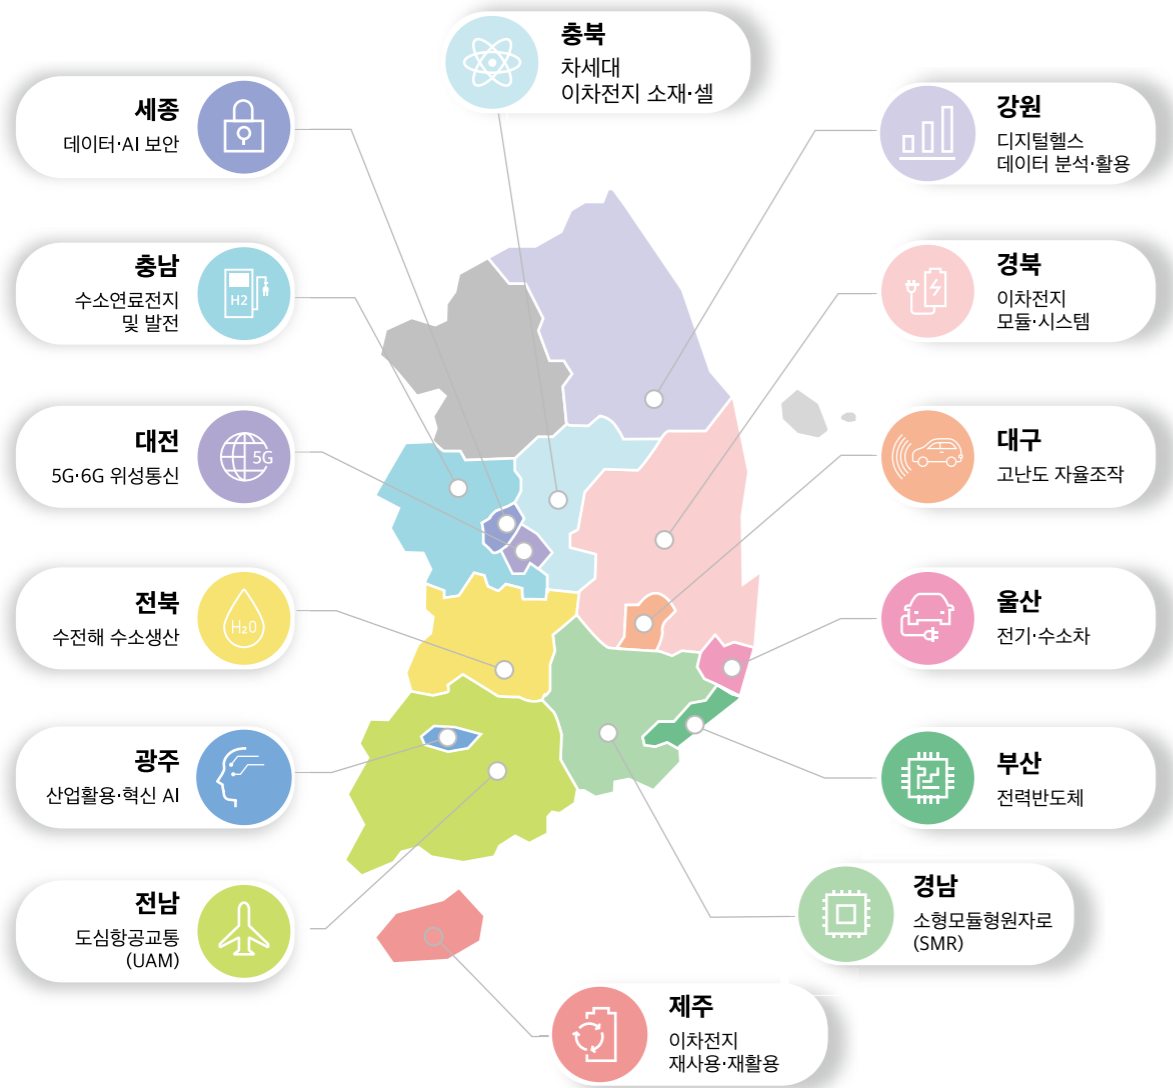 충북
차세대
이차전지 소재·셀
세종
데이터·AI 보안
강원
디지털헬스
데이터 분석·활용
충남
수소연료전지
및 발전
H2
경북
이차전지
모듈·시스템
대전
5G·6G 위성통신
5G
대구
고난도 자율조작
전북
수전해 수소생산
H₂0
울산
전기·수소차
광주
산업활용·혁신 AI
부산
전력반도체
전남
도심항공교통
(UAM)
경남
소형모듈형원자로
(SMR)
제주
이차전지
재사용·재활용